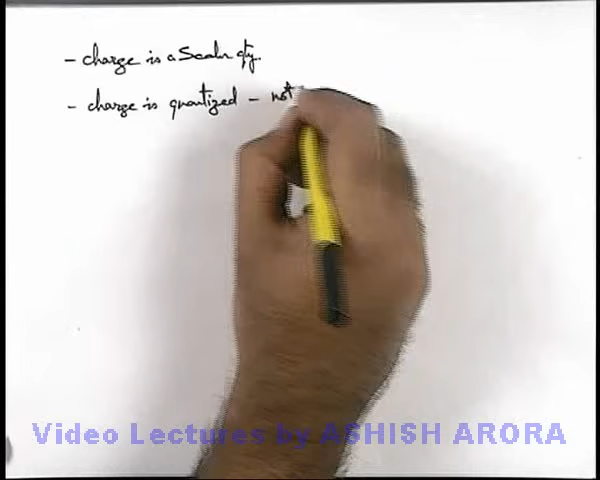 - charge is a Scalar qty.
- charge is quantized - not
Video Lectures by ASHISH ARORA